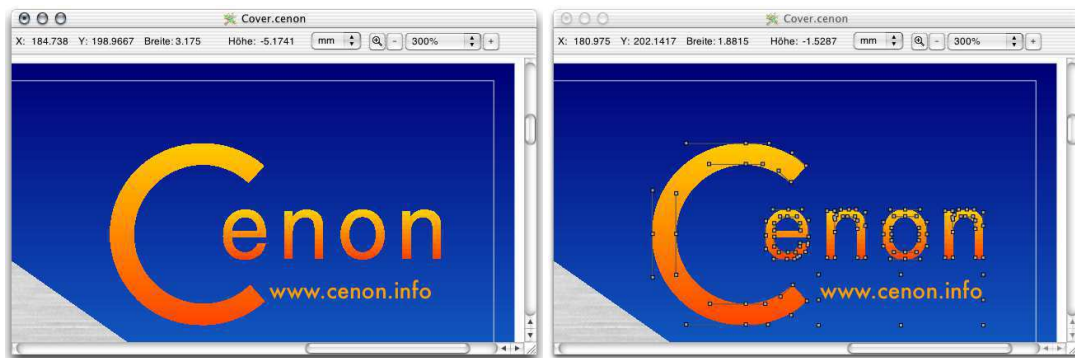 Cover.cenon
X: 184.738 Y: 198.9667 Breite: 3.175 Höhe: -5.1741 mm - 300% +
Cenon
www.cenon.info
Cover.cenon
X: 180.975 Y: 202.1417 Breite: 1.8815 Höhe: -1.5287 mm - 300% +
Cenon
www.cenon.info